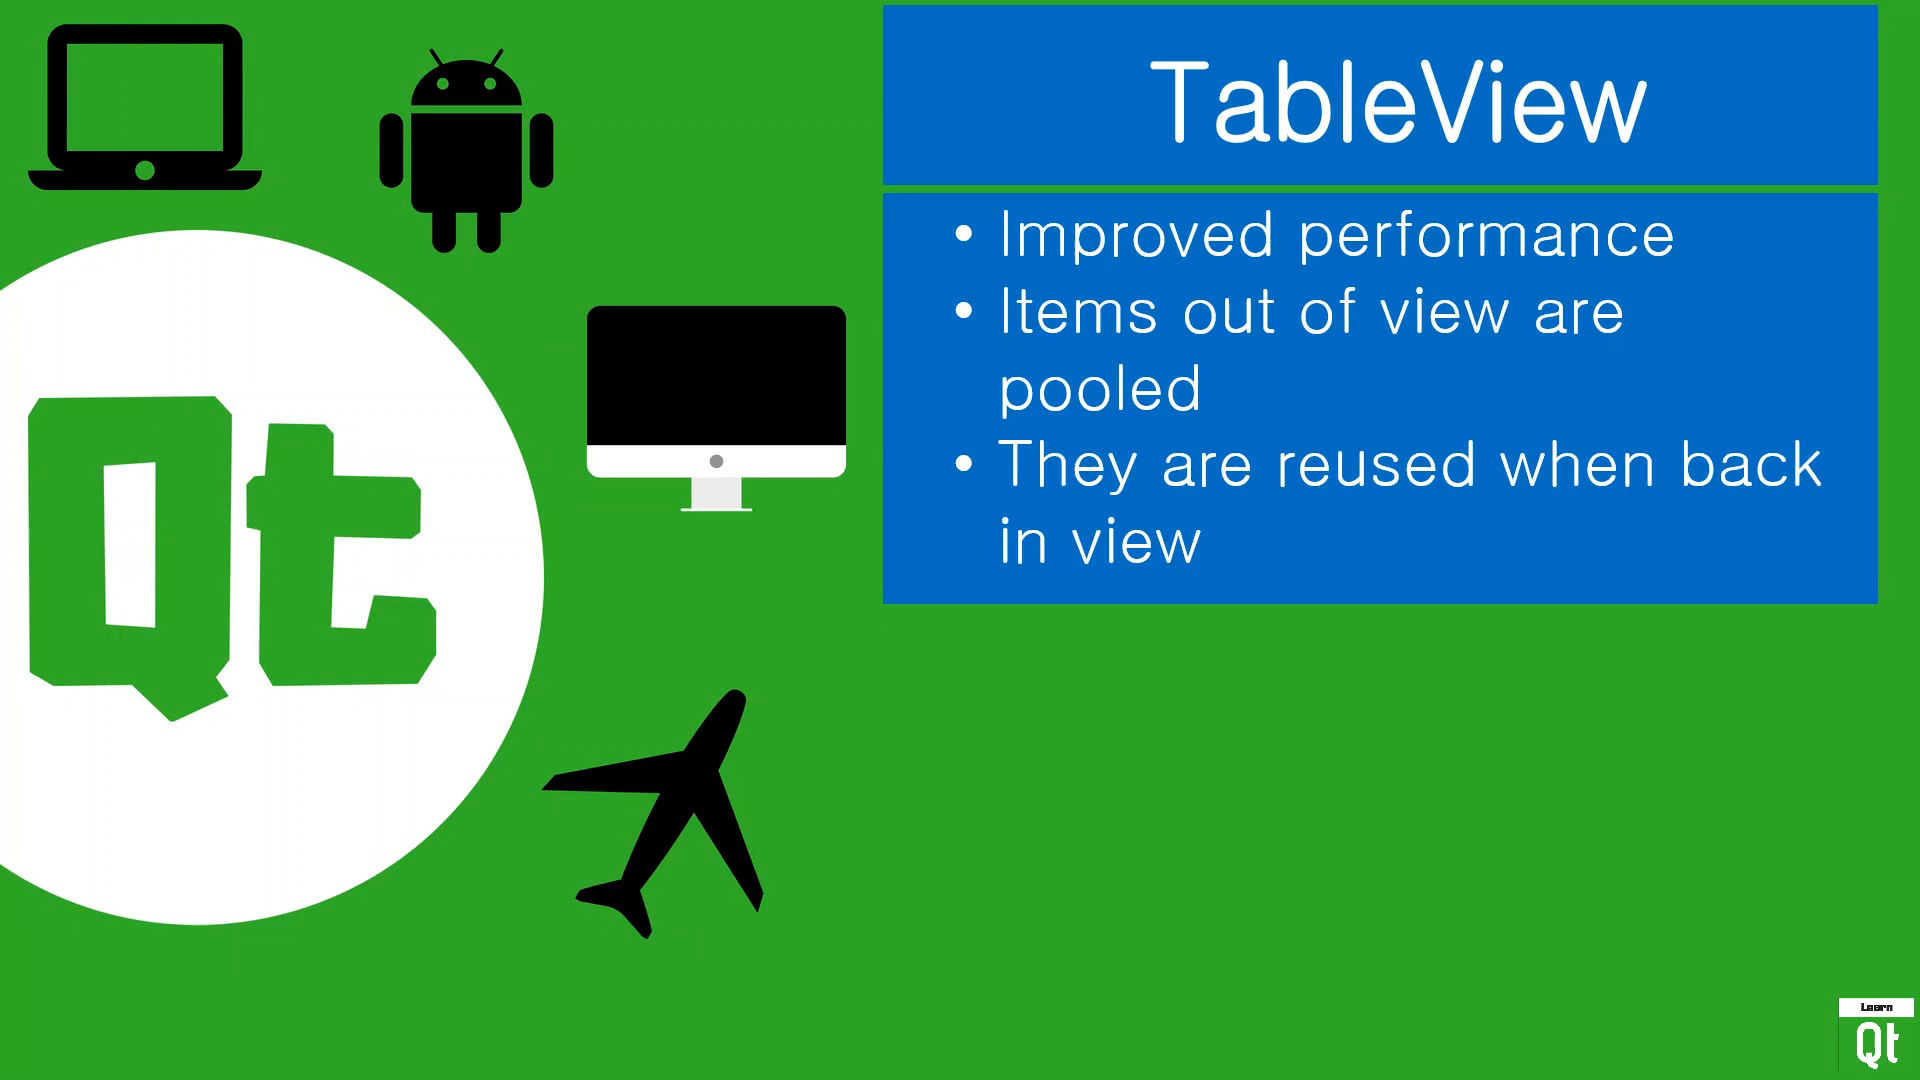 TableView
• Improved performance
• Items out of view are
pooled
• They are reused when back
in view
Qt
Learn
Qt